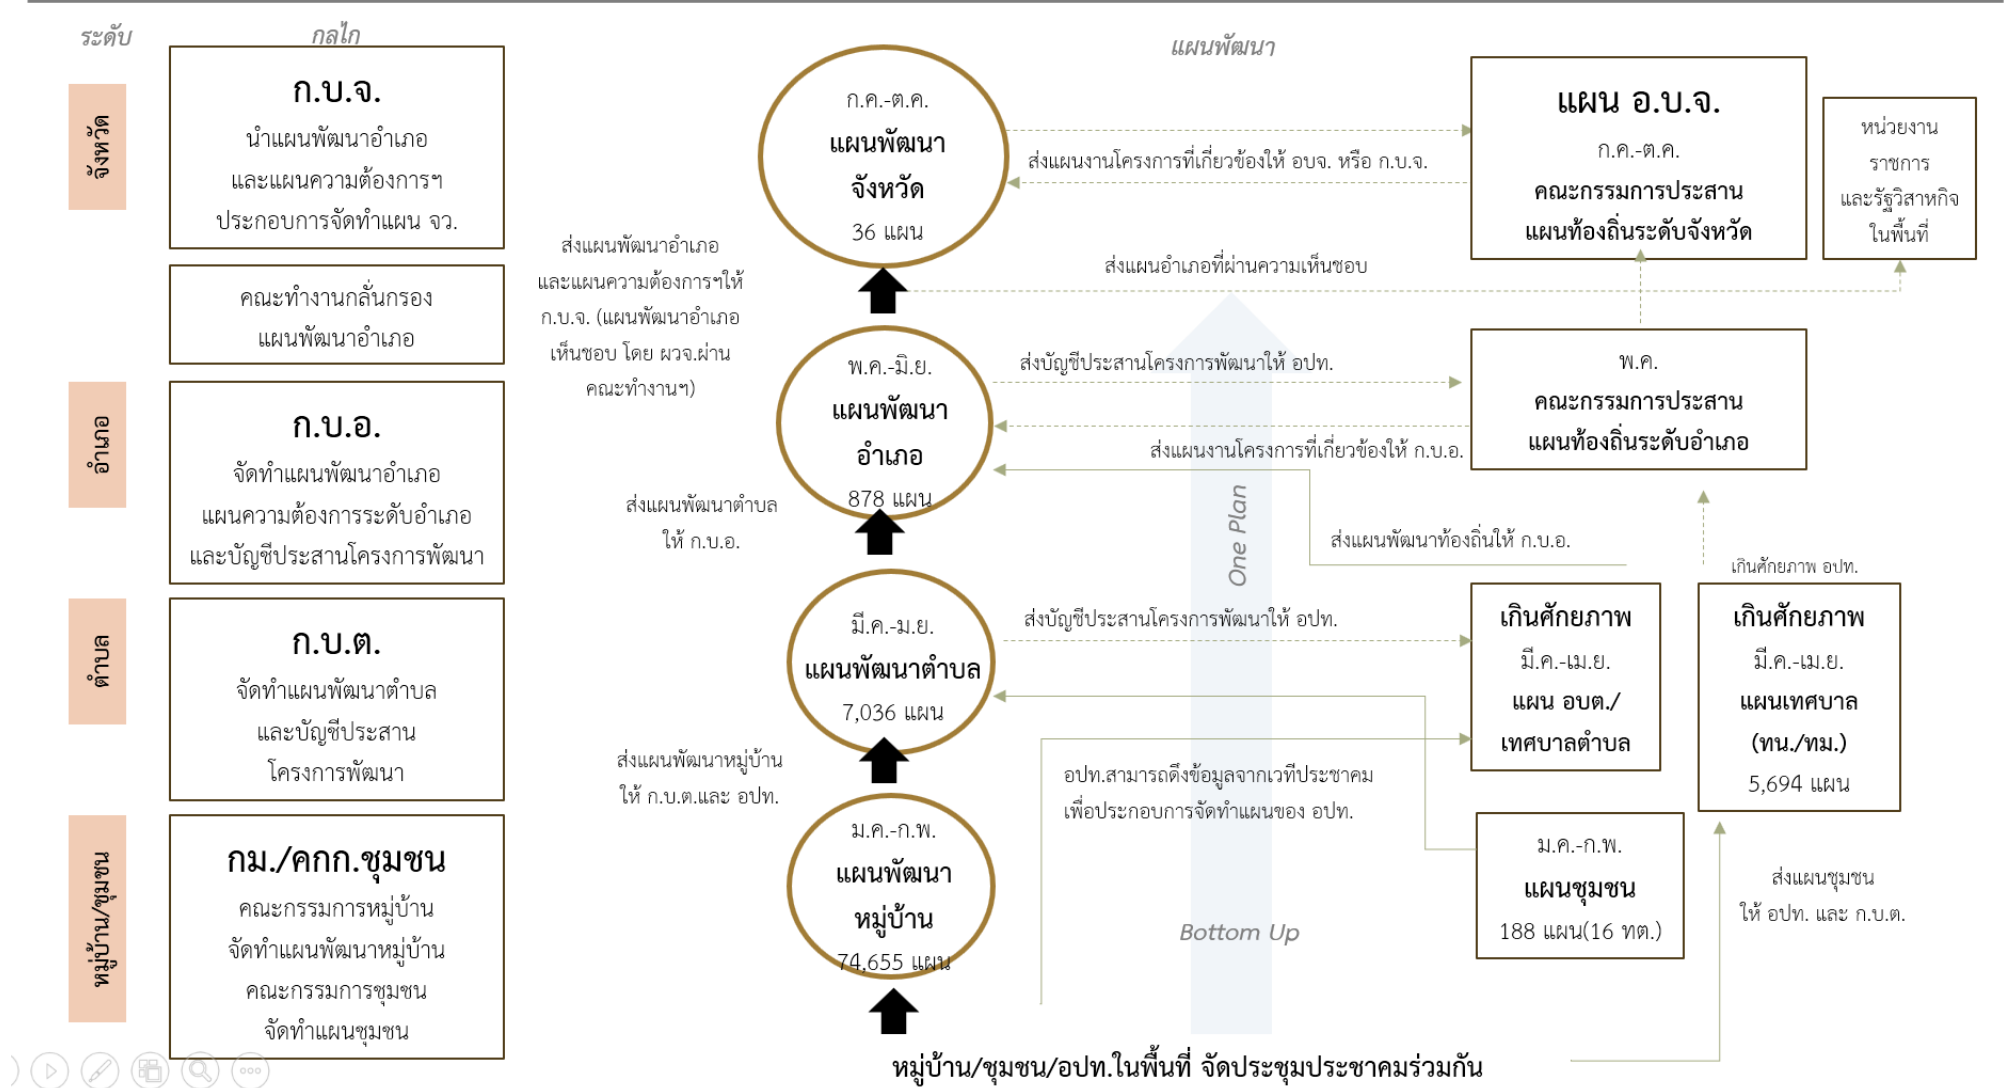 ระดับ
กลไก
แผนพัฒนา
จังหวัด
ก.บ.จ.
นำแผนพัฒนาอำเภอ
และแผนความต้องการฯ
ประกอบการจัดทำแผน จว.
คณะทำงานกลั่นกรอง
แผนพัฒนาอำเภอ
อำเภอ
ก.บ.อ.
จัดทำแผนพัฒนาอำเภอ
แผนความต้องการระดับอำเภอ
และบัญชีประสานโครงการพัฒนา
ตำบล
ก.บ.ต.
จัดทำแผนพัฒนาตำบล
และบัญชีประสาน
โครงการพัฒนา
หมู่บ้าน/ชุมชน
กม./คกก.ชุมชน
คณะกรรมการหมู่บ้าน
จัดทำแผนพัฒนาหมู่บ้าน
คณะกรรมการชุมชน
จัดทำแผนชุมชน
ส่งแผนพัฒนาอำเภอ
และแผนความต้องการฯให้
ก.บ.จ. (แผนพัฒนาอำเภอ
เห็นชอบ โดย ผวจ.ผ่าน
คณะทำงานฯ)
ส่งแผนพัฒนาตำบล
ให้ ก.บ.อ.
ส่งแผนพัฒนาหมู่บ้าน
ให้ ก.บ.ต.และ อปท.
ก.ค.-ต.ค.
แผนพัฒนา
จังหวัด
36 แผน
พ.ค.-มิ.ย.
แผนพัฒนา
อำเภอ
878 แผน
มี.ค.-ม.ย.
แผนพัฒนาตำบล
7,036 แผน
ม.ค.-ก.พ.
แผนพัฒนา
หมู่บ้าน
74,655 แผน
ส่งแผนงานโครงการที่เกี่ยวข้องให้ อบจ. หรือ ก.บ.จ.
ส่งแผนอำเภอที่ผ่านความเห็นชอบ
ส่งบัญชีประสานโครงการพัฒนาให้ อปท.
ส่งแผนงานโครงการที่เกี่ยวข้องให้ ก.บ.อ.
One Plan
ส่งแผนพัฒนาท้องถิ่นให้ ก.บ.อ.
ส่งบัญชีประสานโครงการพัฒนาให้ อปท.
อปท.สามารถดึงข้อมูลจากเวทีประชาคม
เพื่อประกอบการจัดทำแผนของ อปท.
Bottom Up
แผน อ.บ.จ.
ก.ค.-ต.ค.
คณะกรรมการประสาน
แผนท้องถิ่นระดับจังหวัด
หน่วยงาน
ราชการ
และรัฐวิสาหกิจ
ในพื้นที่
พ.ค.
คณะกรรมการประสาน
แผนท้องถิ่นระดับอำเภอ
เกินศักยภาพ อปท.
เกินศักยภาพ
มี.ค.-เม.ย.
แผน อบต./
เทศบาลตำบล
เกินศักยภาพ
มี.ค.-เม.ย.
แผนเทศบาล
(ทน./ทม.)
5,694 แผน
ม.ค.-ก.พ.
แผนชุมชน
188 แผน(16 ทต.)
ส่งแผนชุมชน
ให้ อปท. และ ก.บ.ต.
หมู่บ้าน/ชุมชน/อปท.ในพื้นที่ จัดประชุมประชาคมร่วมกัน